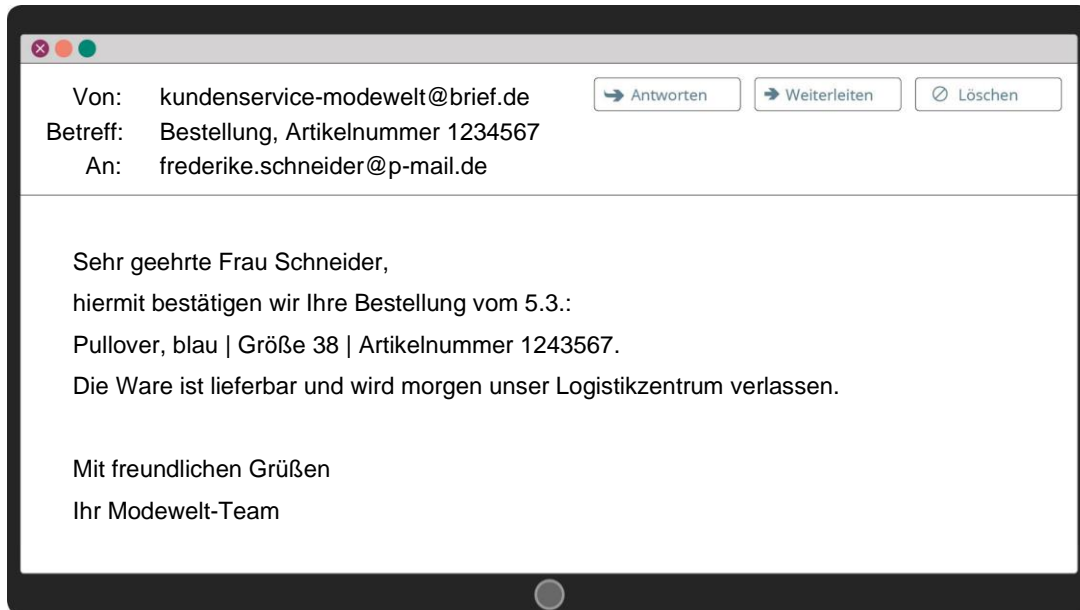 Von: kundenservice-modewelt@brief.de
Antworten
Weiterleiten
Löschen
Betreff: Bestellung, Artikelnummer 1234567
An: frederike.schneider@p-mail.de
Sehr geehrte Frau Schneider,
hiermit bestätigen wir Ihre Bestellung vom 5.3.:
Pullover, blau | Größe 38 | Artikelnummer 1243567.
Die Ware ist lieferbar und wird morgen unser Logistikzentrum verlassen.
Mit freundlichen Grüßen
Ihr Modewelt-Team